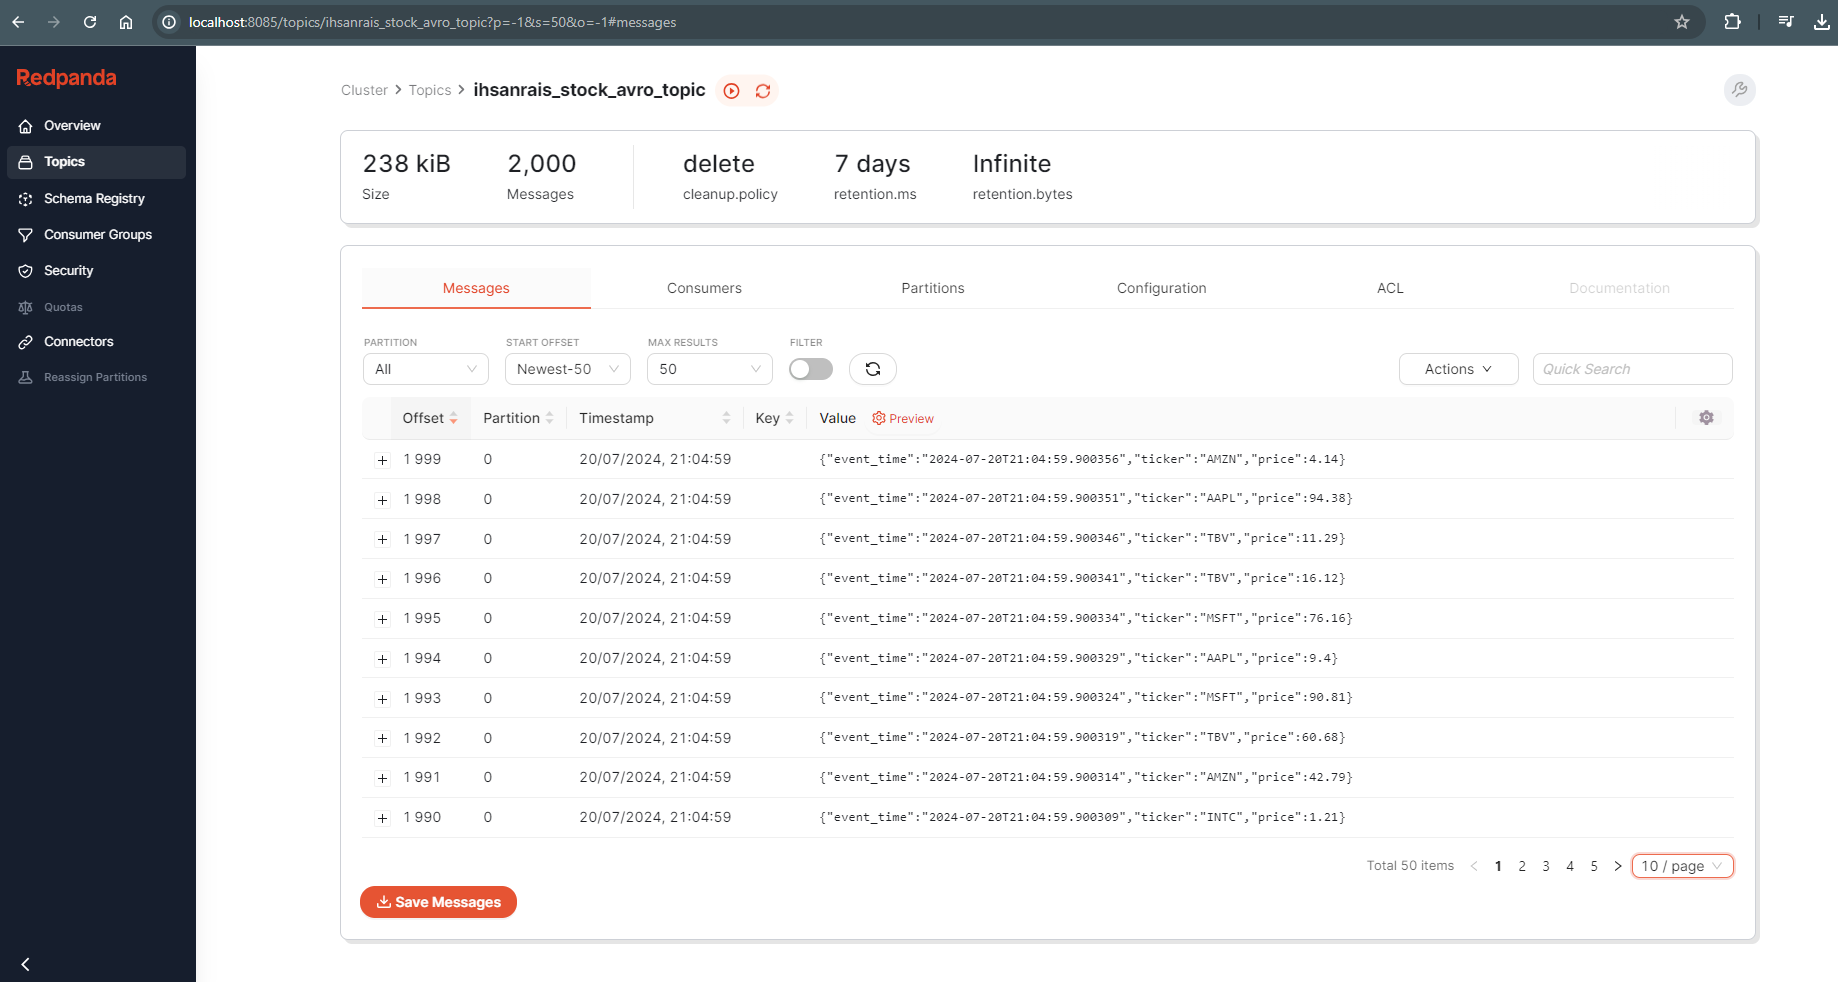 localhost:8085/topics/ihsanrais_stock_avro_topic?p=-1&s=50&o=-1#messages
Redpanda
Overview
Topics
Schema Registry
Consumer Groups
Security
Quotas
Connectors
Reassign Partitions
Cluster > Topics > ihsanrais_stock_avro_topic
238 kiB 2,000 delete 7 days Infinite
Size Messages cleanup.policy retention.ms retention.bytes
Messages Consumers Partitions Configuration ACL Documentation
PARTITION START OFFSET MAX RESULTS FILTER
All Newest-50 50 Actions Quick Search
Offset Partition Timestamp Key Value Preview
1 999 0 20/07/2024, 21:04:59 {"event_time":"2024-07-20T21:04:59.900356","ticker":"AMZN","price":4.14}
1 998 0 20/07/2024, 21:04:59 {"event_time":"2024-07-20T21:04:59.900351","ticker":"AAPL","price":94.38}
1 997 0 20/07/2024, 21:04:59 {"event_time":"2024-07-20T21:04:59.900346","ticker":"TBV","price":11.29}
1 996 0 20/07/2024, 21:04:59 {"event_time":"2024-07-20T21:04:59.900341","ticker":"TBV","price":16.12}
1 995 0 20/07/2024, 21:04:59 {"event_time":"2024-07-20T21:04:59.900334","ticker":"MSFT","price":76.16}
1 994 0 20/07/2024, 21:04:59 {"event_time":"2024-07-20T21:04:59.900329","ticker":"AAPL","price":9.4}
1 993 0 20/07/2024, 21:04:59 {"event_time":"2024-07-20T21:04:59.900324","ticker":"MSFT","price":90.81}
1 992 0 20/07/2024, 21:04:59 {"event_time":"2024-07-20T21:04:59.900319","ticker":"TBV","price":60.68}
1 991 0 20/07/2024, 21:04:59 {"event_time":"2024-07-20T21:04:59.900314","ticker":"AMZN","price":42.79}
1 990 0 20/07/2024, 21:04:59 {"event_time":"2024-07-20T21:04:59.900309","ticker":"INTC","price":1.21}
Total 50 items < 1 2 3 4 5 > 10 / page
Save Messages